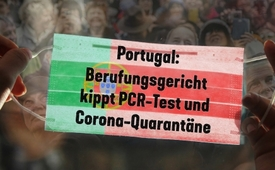 Portugal:
Berufungsgericht
kippt PCR-Test und
Corona-Quarantäne